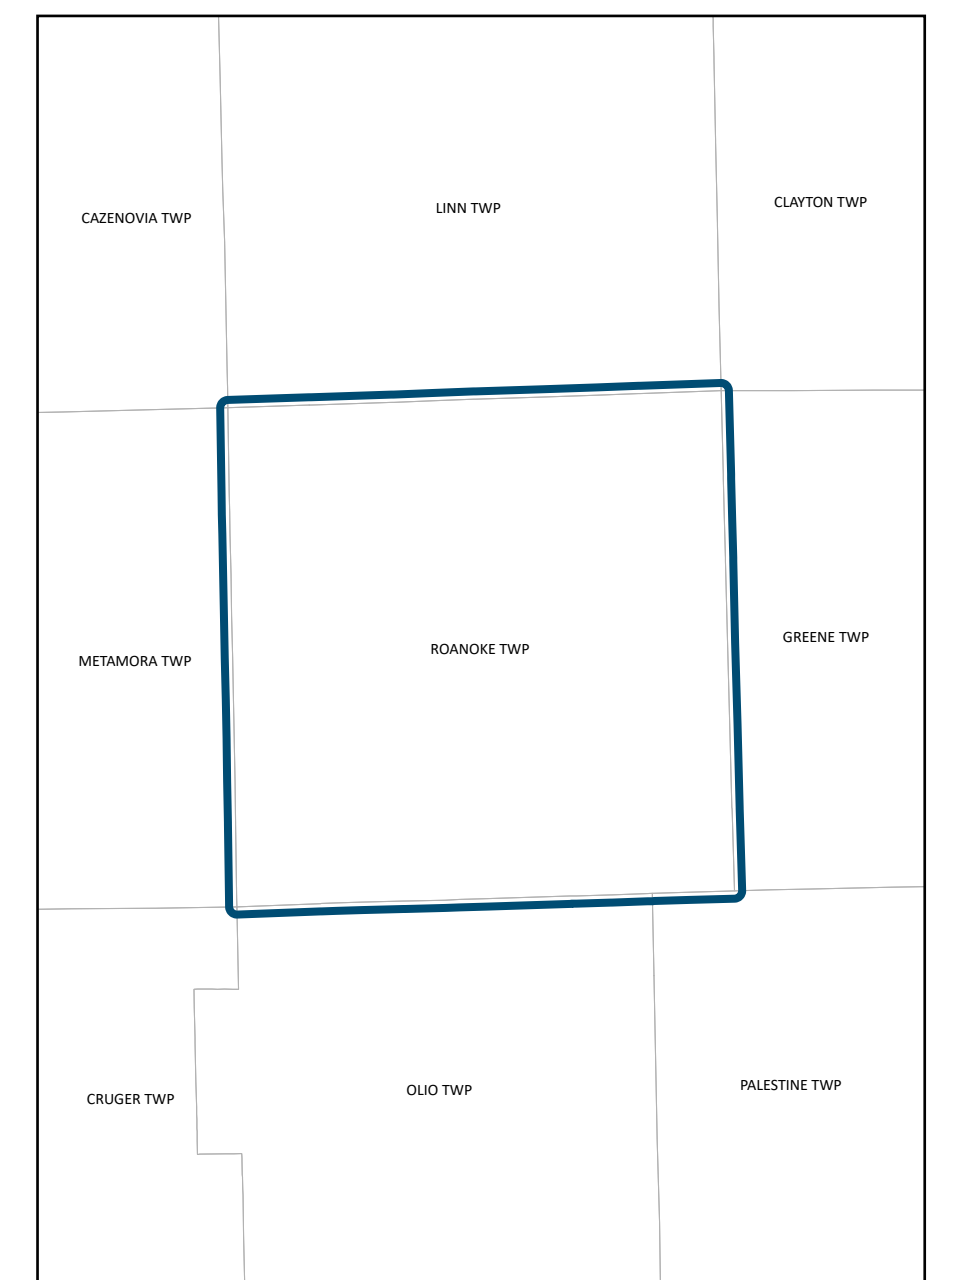 CAZENOVIA TWP
LINN TWP
CLAYTON TWP
METAMORA TWP
ROANOKE TWP
GREENE TWP
CRUGER TWP
OLIO TWP
PALESTINE TWP